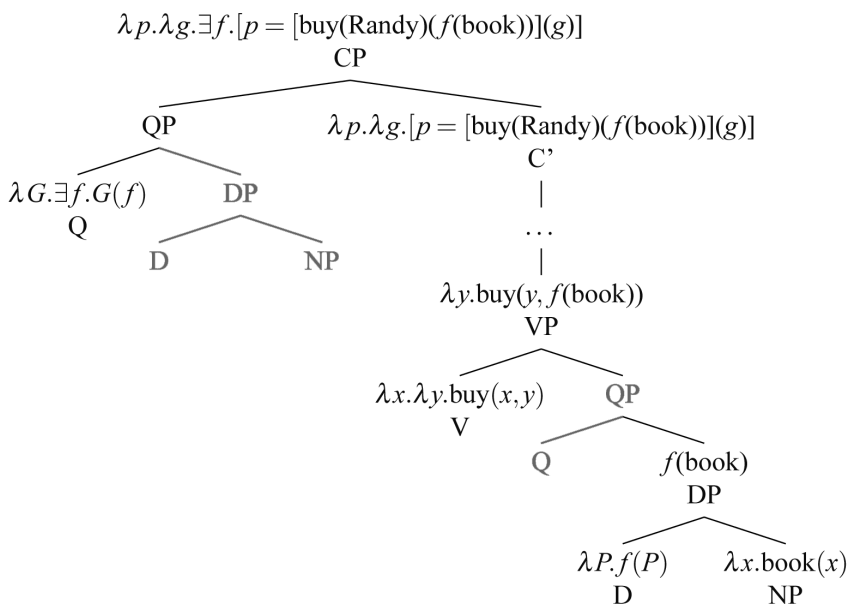 λp.λg.∃f.[p = [buy(Randy)(f(book))](g)]
CP
QP
λp.λg.[p = [buy(Randy)(f(book))](g)]
C’
λG.∃f.G(f)
Q
DP
D
NP
…
λy.buy(y, f(book))
VP
λx.λy.buy(x,y)
V
QP
Q
f(book)
DP
λP.f(P)
D
λx.book(x)
NP